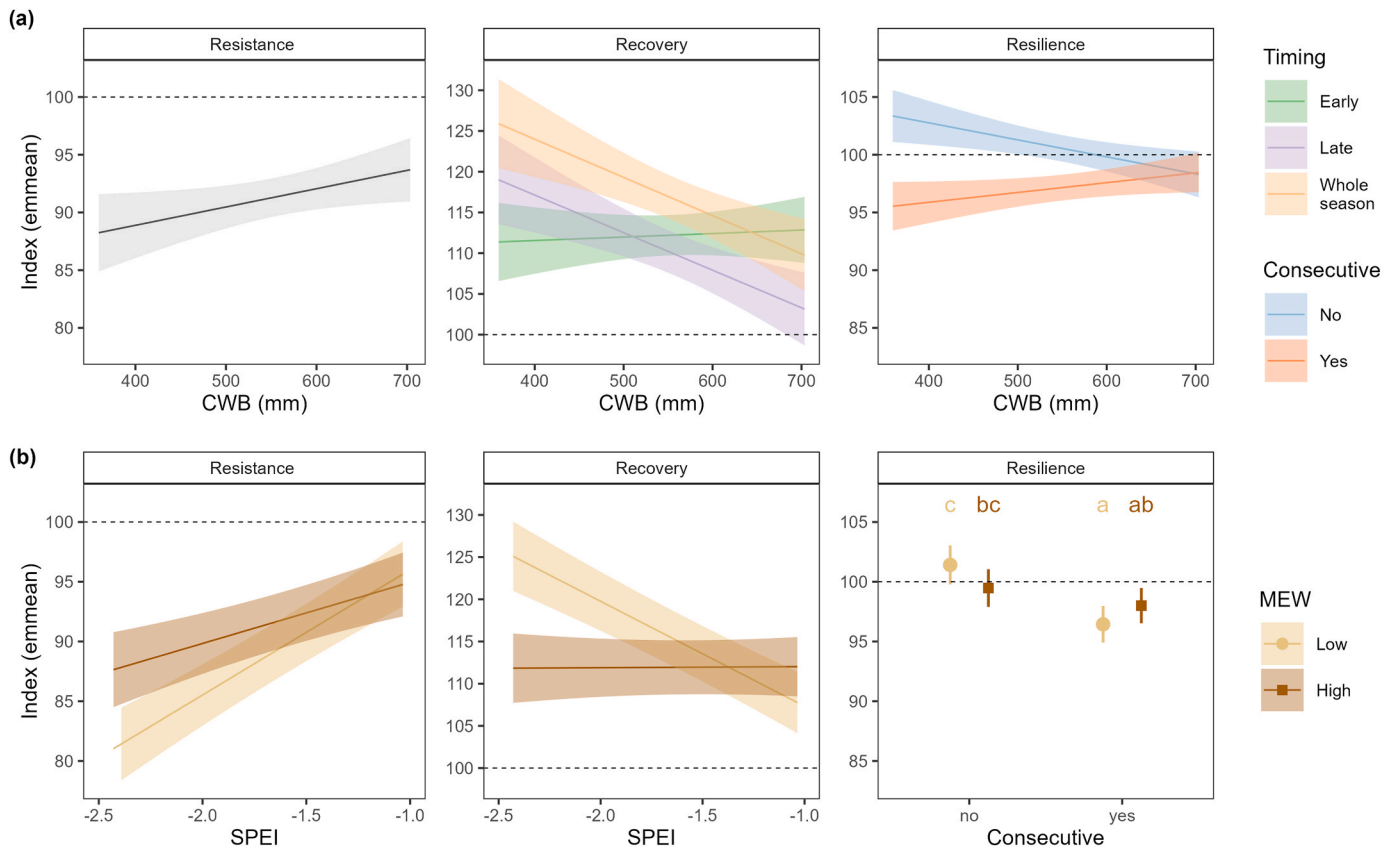 (a)
Resistance
Recovery
Resilience
Index (emmean)
100
95
90
85
80
400
500
600
700
CWB (mm)
130
125
120
115
110
105
100
400
500
600
700
CWB (mm)
105
100
95
90
85
400
500
600
700
CWB (mm)
Timing
Early
Late
Whole
season
Consecutive
No
Yes
(b)
Resistance
Recovery
Resilience
Index (emmean)
100
95
90
85
80
-2.5
-2.0
-1.5
-1.0
SPEI
130
125
120
115
110
105
100
-2.5
-2.0
-1.5
-1.0
SPEI
c
bc
a
ab
105
100
95
90
85
no
yes
Consecutive
MEW
Low
High